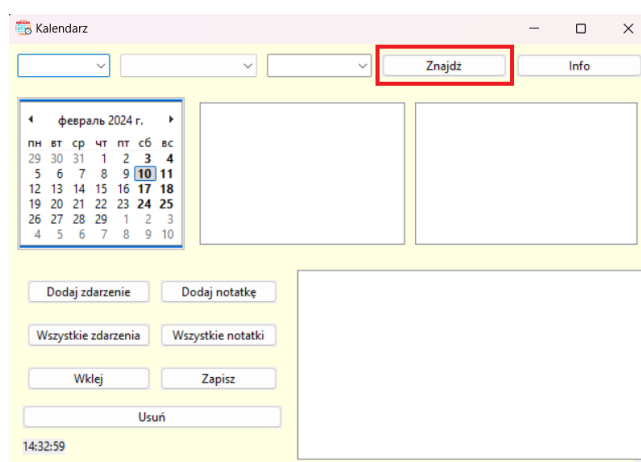 Kalendarz
Znajdź Info
февраль 2024 г.
пн вт ср чт пт сб вс
29 30 31 1 2 3 4
5 6 7 8 9 10 11
12 13 14 15 16 17 18
19 20 21 22 23 24 25
26 27 28 29 1 2 3
4 5 6 7 8 9 10
Dodaj zdarzenie Dodaj notatkę
Wszystkie zdarzenia Wszystkie notatki
Wklej Zapisz
Usuń
14:32:59